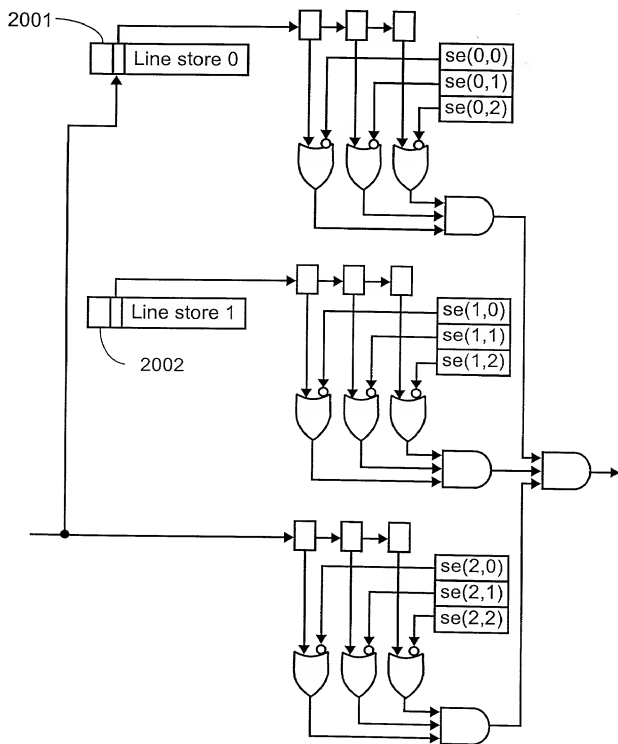 2001
Line store 0
se(0,0)
se(0,1)
se(0,2)
Line store 1
2002
se(1,0)
se(1,1)
se(1,2)
se(2,0)
se(2,1)
se(2,2)